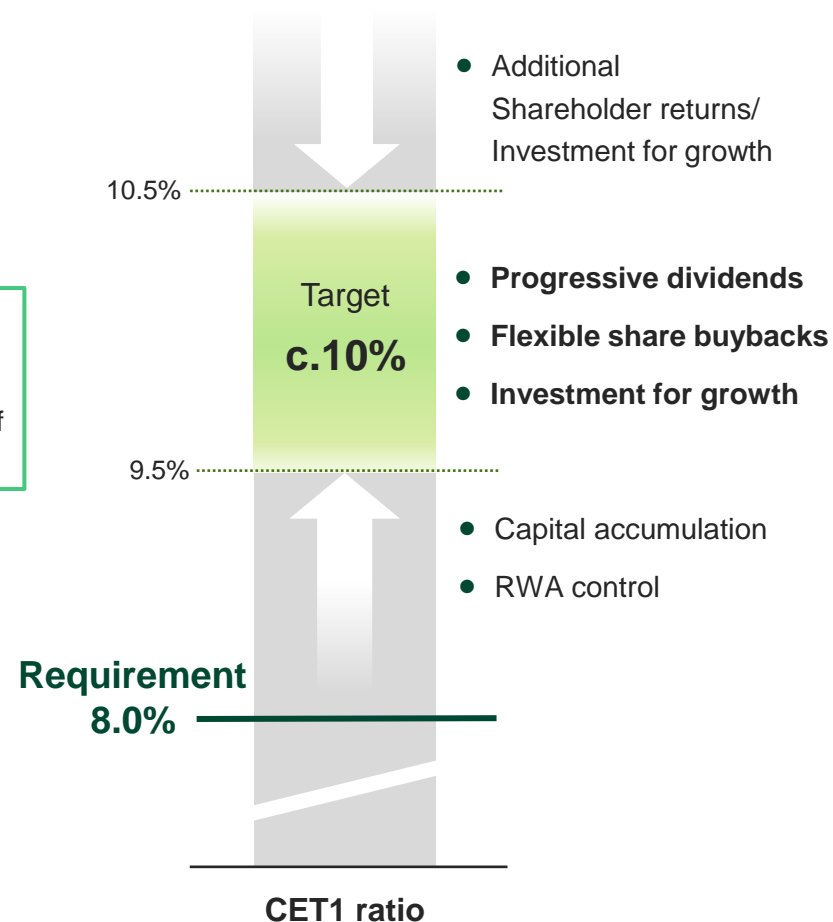 Additional
Shareholder returns/
Investment for growth
10.5%
Target
c.10%
Progressive dividends
Flexible share buybacks
Investment for growth
f
9.5%
Capital accumulation
RWA control
Requirement
8.0%
CET1 ratio